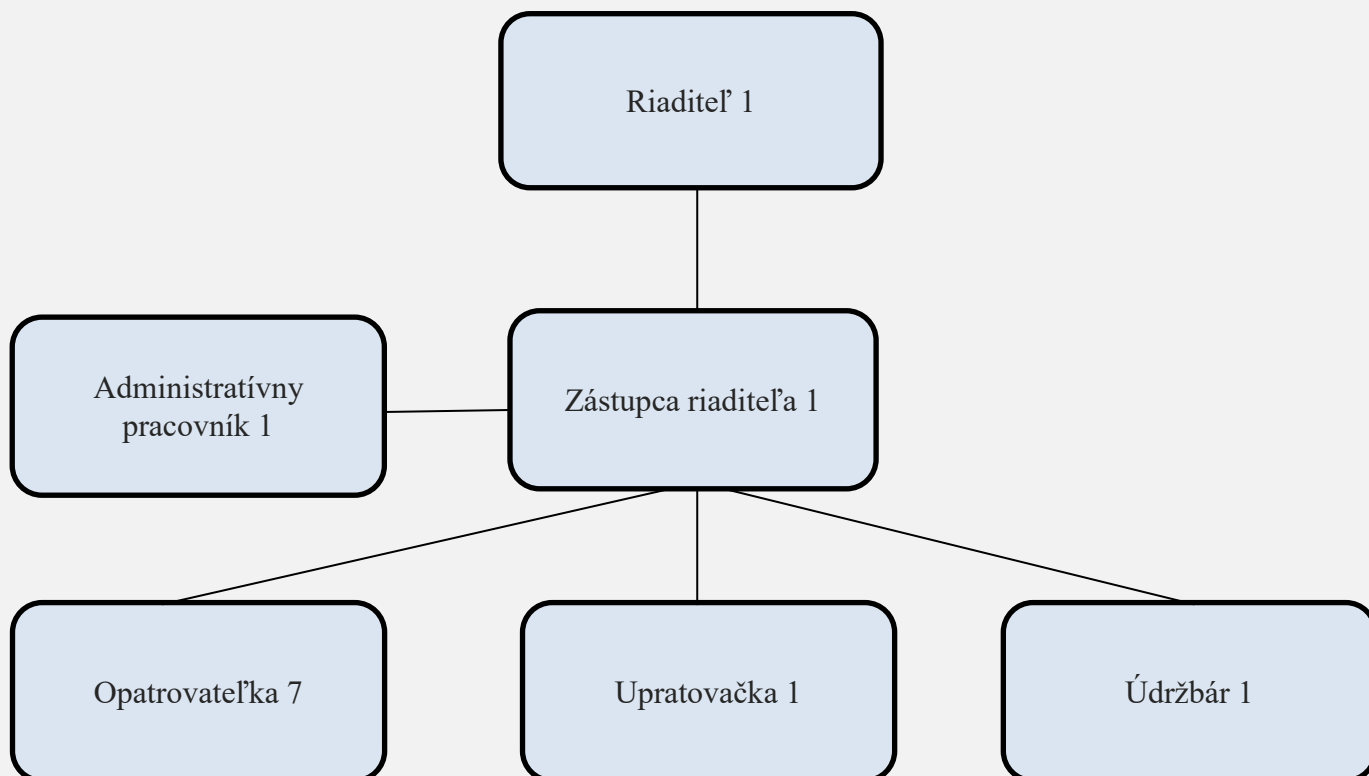 Riaditeľ 1
Administratívny
pracovník 1
Zástupca riaditeľa 1
Opatrovateľka 7
Upratovačka 1
Údržbár 1